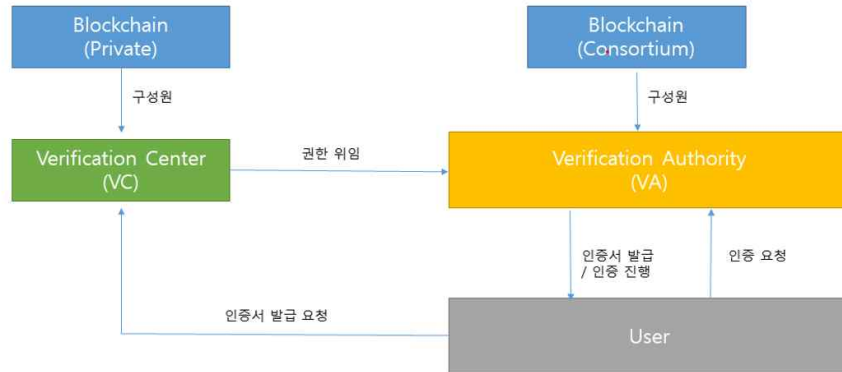 Blockchain
(Private)
Blockchain
(Consortium)
구성원
구성원
Verification Center
(VC)
권한 위임
Verification Authority
(VA)
인증서 발급
/ 인증 진행
인증 요청
인증서 발급 요청
User